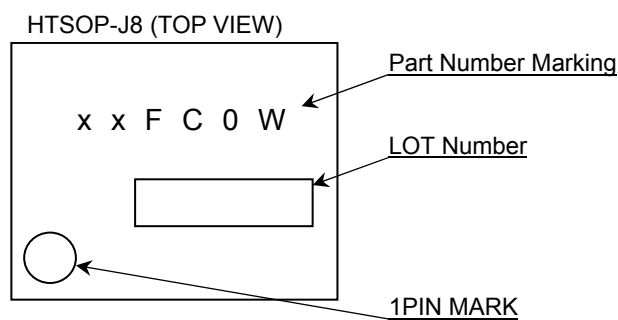 HTSOP-J8 (TOP VIEW)
Part Number Marking
x x F C 0 W
LOT Number
1PIN MARK